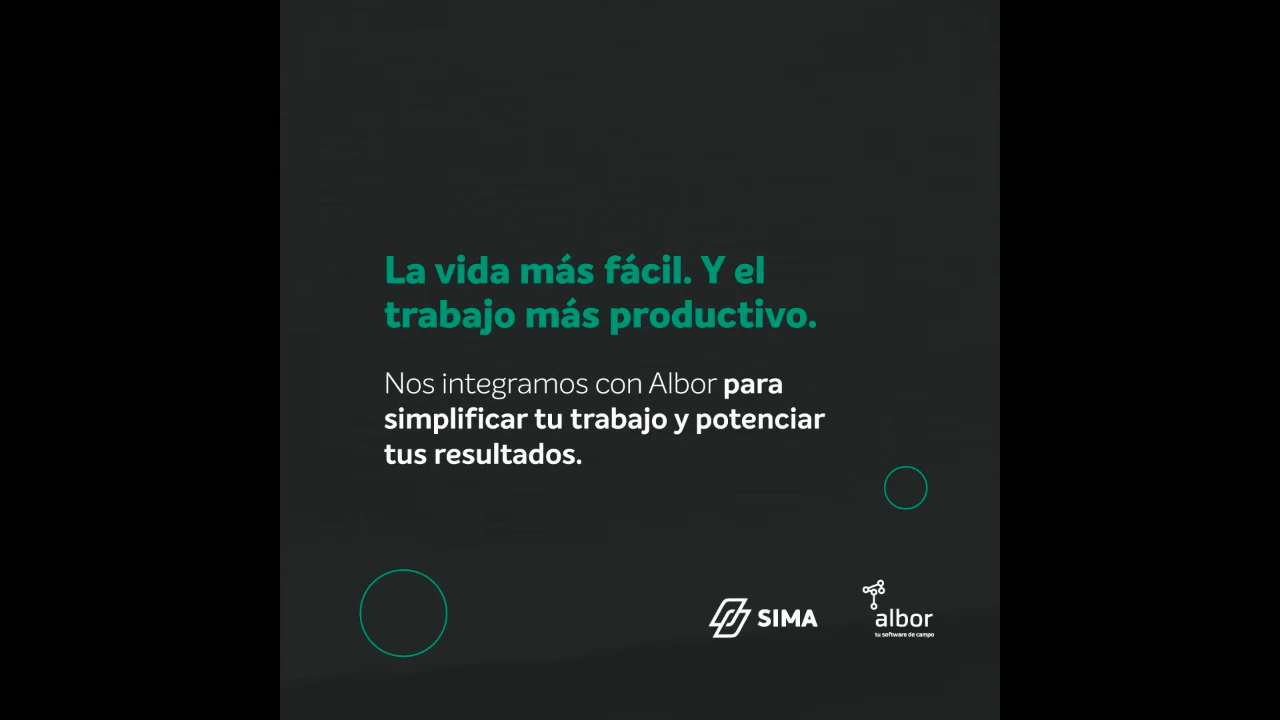 La vida más fácil. Y el
trabajo más productivo.
Nos integramos con Albor para
simplificar tu trabajo y potenciar
tus resultados.
SIMA
albor
tu software de campo